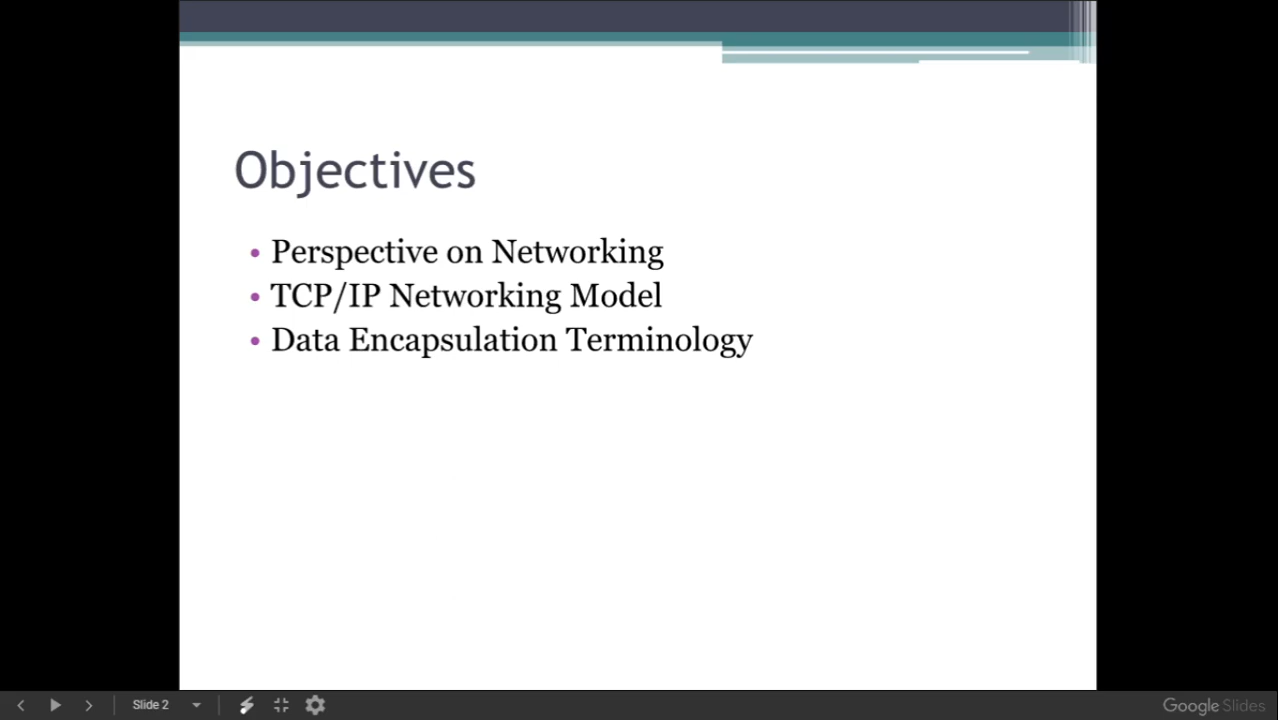 Objectives
• Perspective on Networking
• TCP/IP Networking Model
• Data Encapsulation Terminology
Slide 2
Google Slides